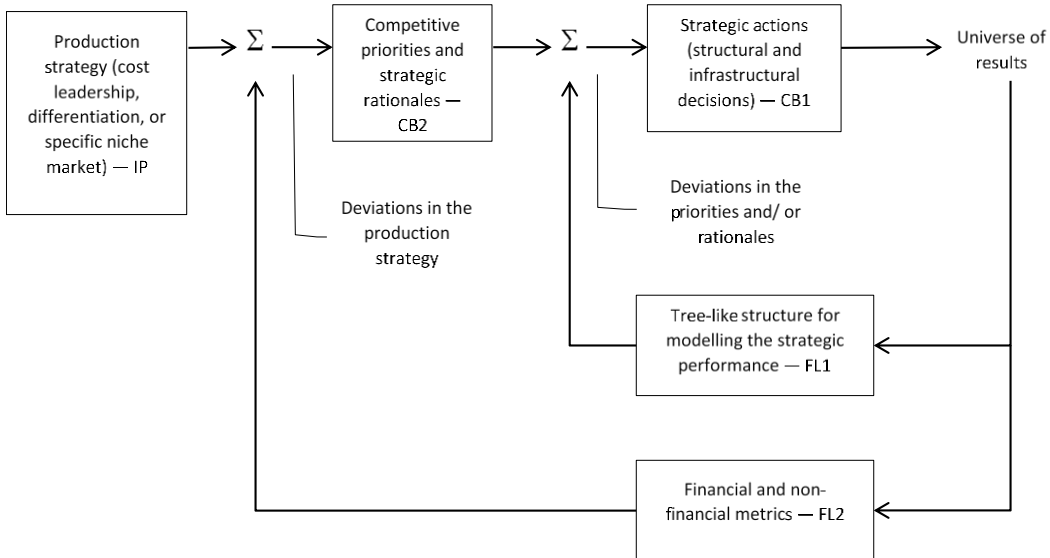 Production
strategy (cost
leadership,
differentiation, or
specific niche
market) — IP
Σ
Competitive
priorities and
strategic
rationales —
CB2
Σ
Strategic actions
(structural and
infrastructural
decisions) — CB1
Universe of
results
Deviations in the
production
strategy
Deviations in the
priorities and/ or
rationales
Tree-like structure for
modelling the strategic
performance — FL1
Financial and non-
financial metrics — FL2